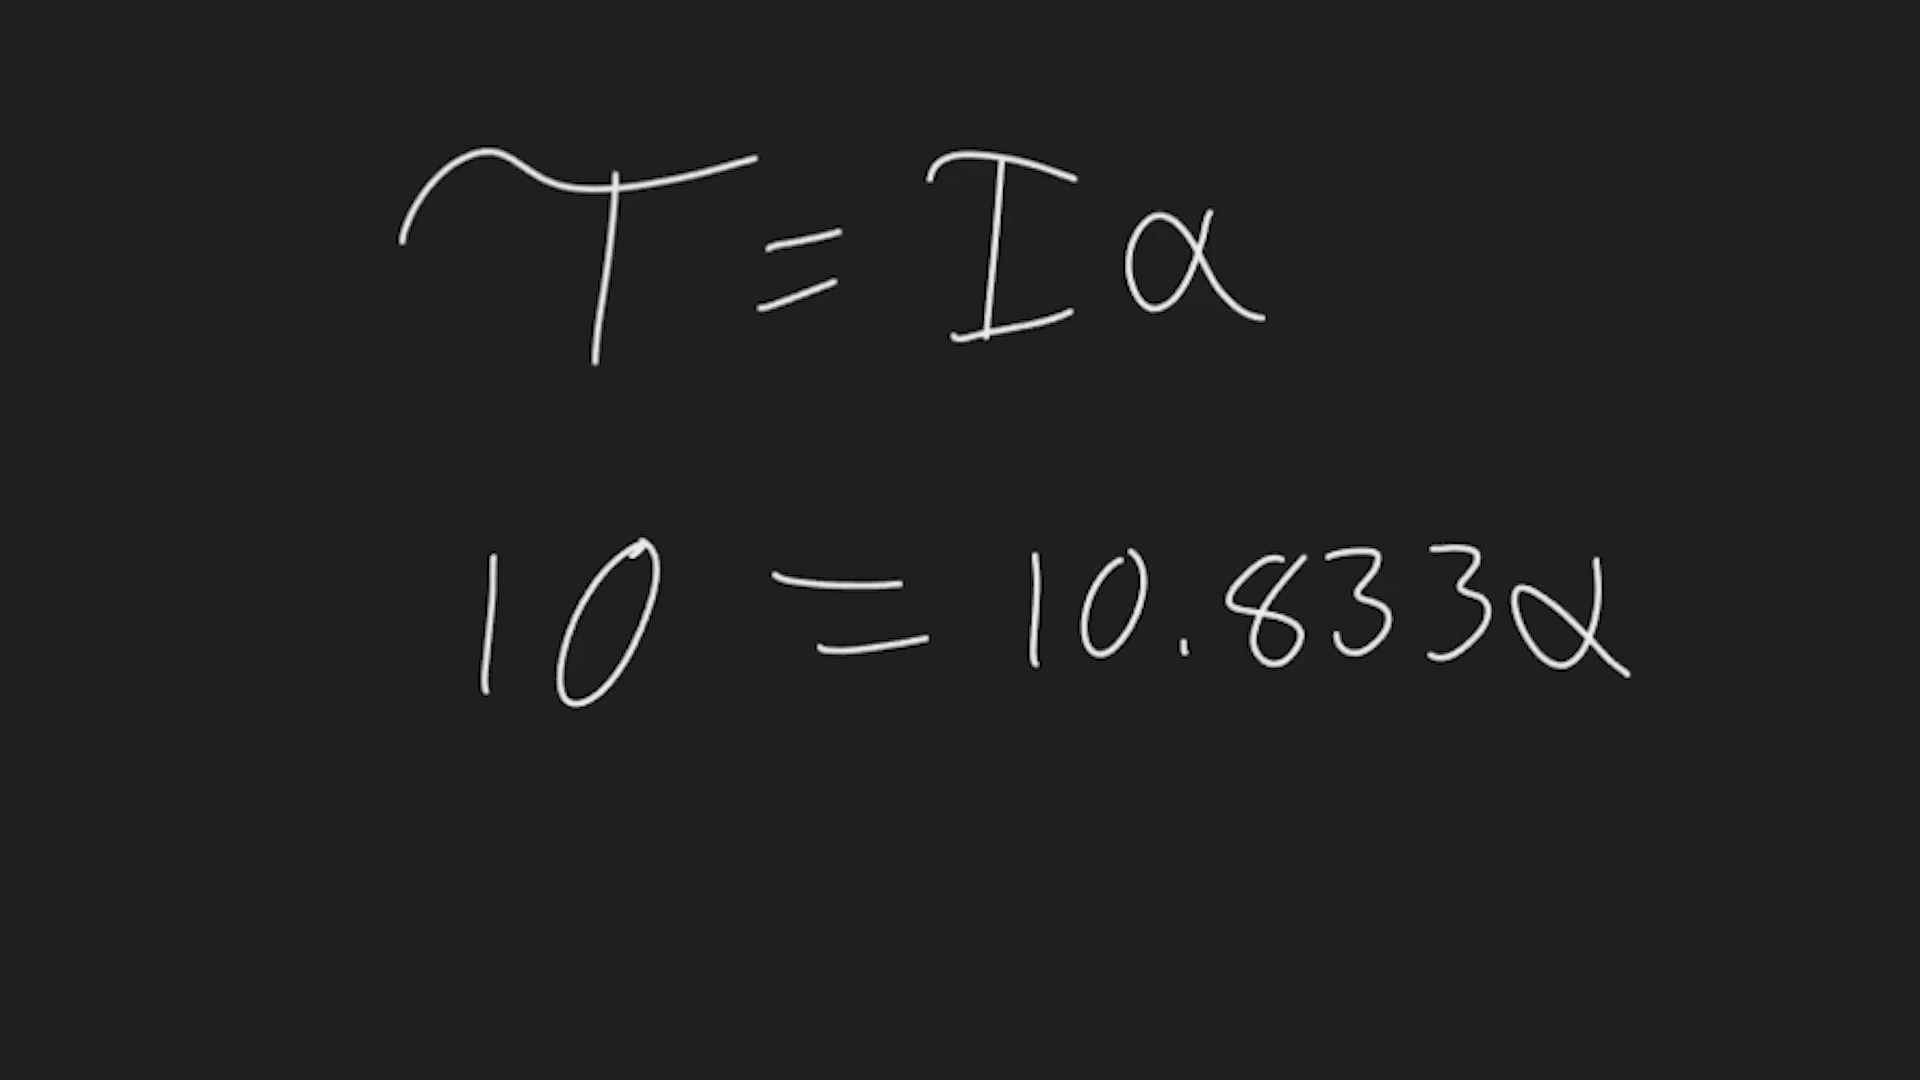 τ = Iα
10 = 10.833α